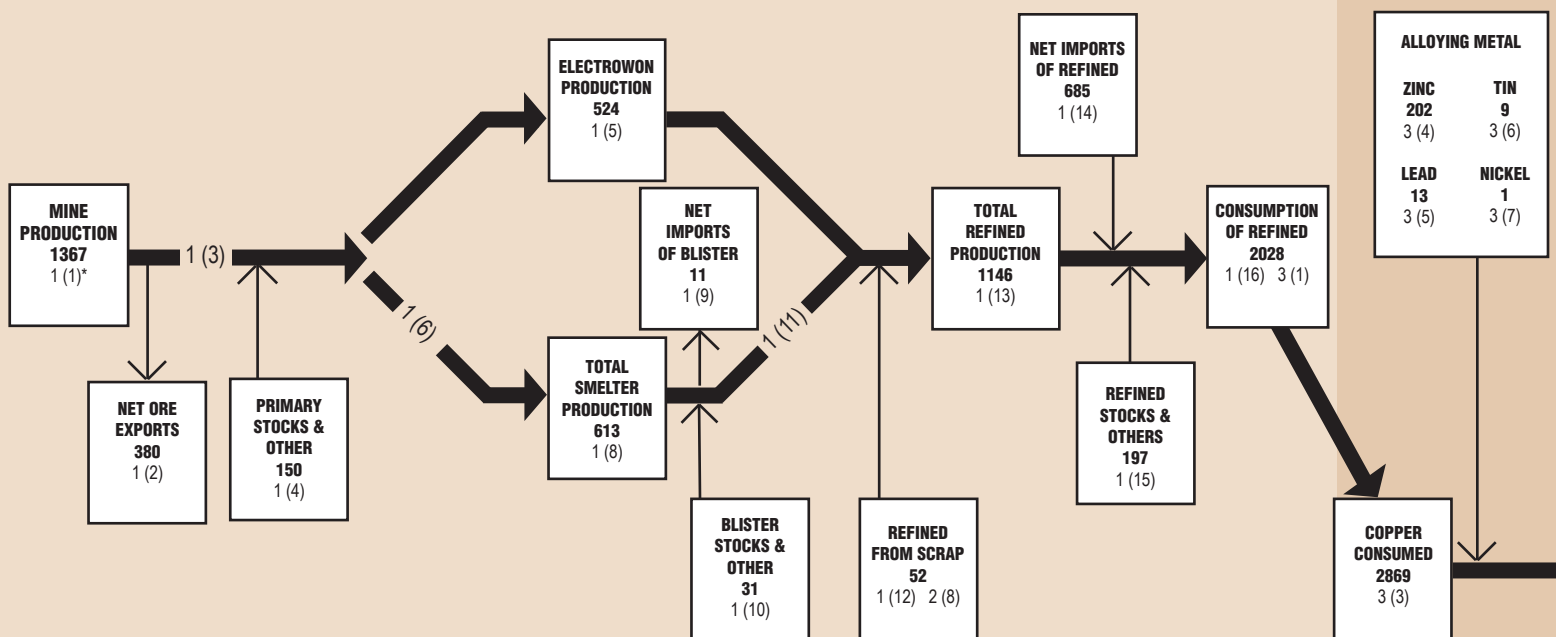 MINE
PRODUCTION
1367
1 (1)*
1 (3)
NET ORE
EXPORTS
380
1 (2)
PRIMARY
STOCKS &
OTHER
150
1 (4)
ELECTROWON
PRODUCTION
524
1 (5)
1 (6)
TOTAL
SMELTER
PRODUCTION
613
1 (8)
NET
IMPORTS
OF BLISTER
11
1 (9)
BLISTER
STOCKS &
OTHER
31
1 (10)
1 (11)
REFINED
FROM SCRAP
52
1 (12) 2 (8)
TOTAL
REFINED
PRODUCTION
1146
1 (13)
NET IMPORTS
OF REFINED
685
1 (14)
REFINED
STOCKS &
OTHERS
197
1 (15)
CONSUMPTION
OF REFINED
2028
1 (16) 3 (1)
COPPER
CONSUMED
2869
3 (3)
ALLOYING METAL
ZINC TIN
202 9
3 (4) 3 (6)
LEAD NICKEL
13 1
3 (5) 3 (7)